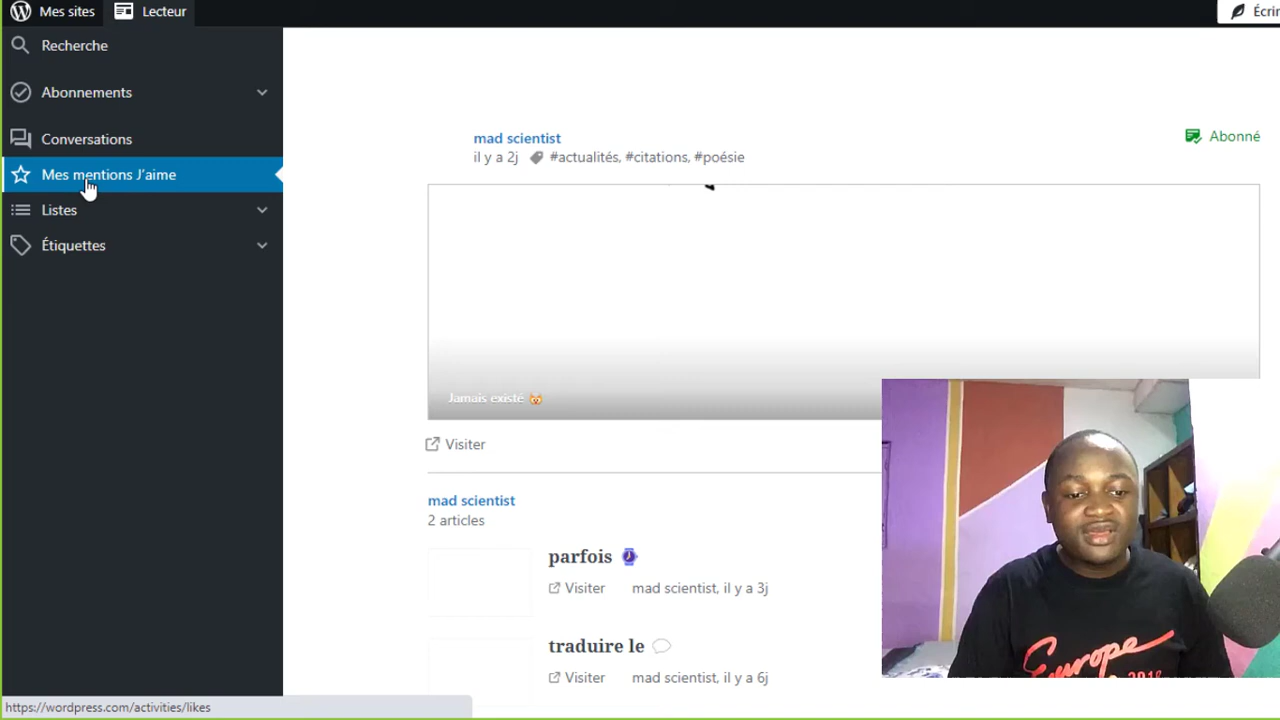 Mes sites
Lecteur
Écrir
Recherche
Abonnements
Conversations
Mes mentions J'aime
Listes
Étiquettes
mad scientist
il y a 2j #actualités, #citations, #poésie
Abonné
Jamais existé
Visiter
mad scientist
2 articles
parfois
Visiter mad scientist, il y a 3j
traduire le
Visiter mad scientist, il y a 6j
Europe
2018
https://wordpress.com/activities/likes